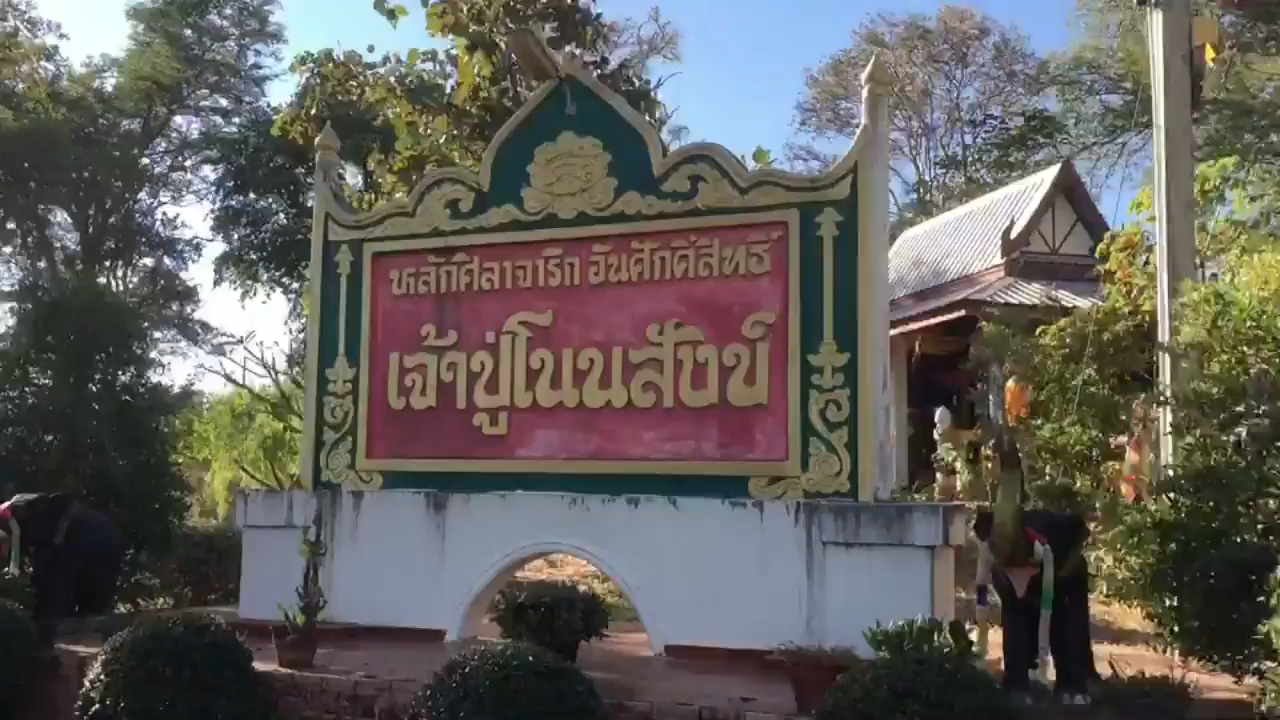 หลักศิลาจาริก อันศักดิ์สิทธิ์
เจ้าปู่โนนสังข์